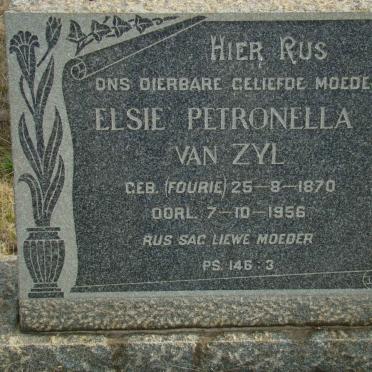 HIER RUS
ONS DIERBARE GELIEFDE MOEDE
ELSIE PETRONELLA
VAN ZYL
GEB. (FOURIE) 25-8-1870
OORL. 7-10-1956
RUS SAG LIEWE MOEDER
PS. 146:3